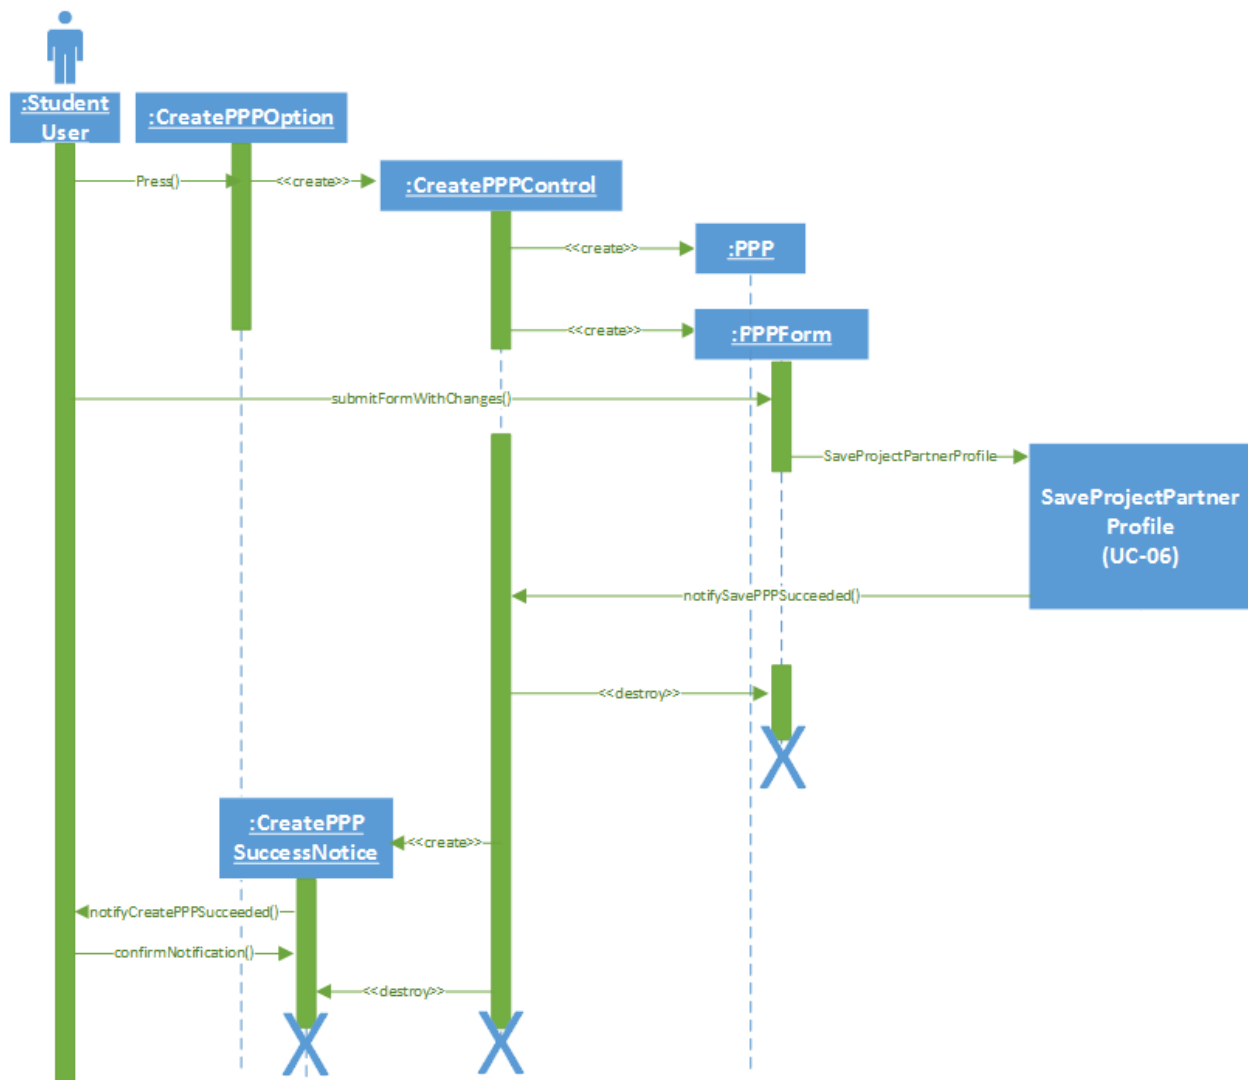 :Student
User
:CreatePPPOption
Press()
<<create>>
:CreatePPPControl
<<create>>
:PPP
<<create>>
:PPPForm
submitFormWithChanges()
SaveProjectPartnerProfile
SaveProjectPartner
Profile
(UC-06)
notifySavePPPSucceeded()
<<destroy>>
:CreatePPP
SuccessNotice
<<create>>
notifyCreatePPPSucceeded()
confirmNotification()
<<destroy>>